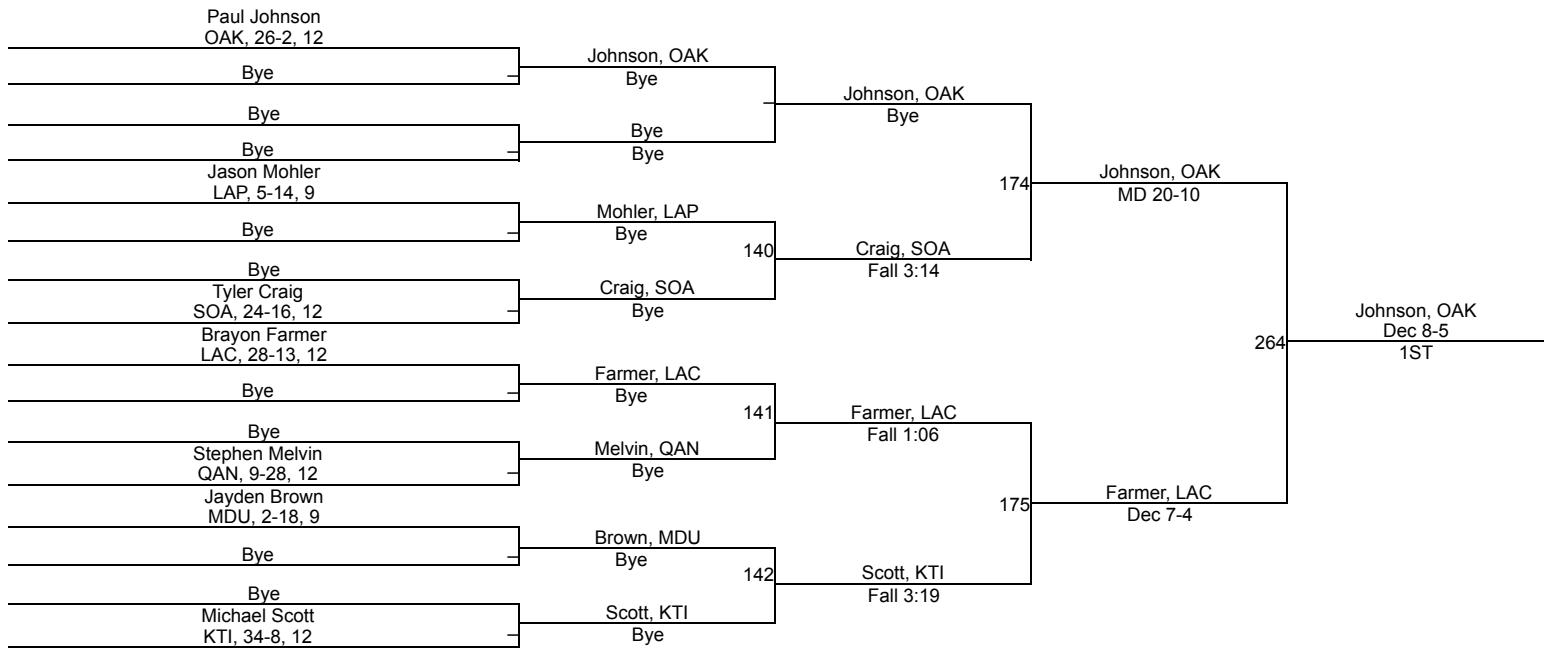 Paul Johnson
OAK, 26-2, 12
Bye
Bye
Bye
Jason Mohler
LAP, 5-14, 9
Bye
Bye
Tyler Craig
SOA, 24-16, 12
Brayon Farmer
LAC, 28-13, 12
Bye
Bye
Stephen Melvin
QAN, 9-28, 12
Jayden Brown
MDU, 2-18, 9
Bye
Bye
Michael Scott
KTI, 34-8, 12
Johnson, OAK
Bye
Bye
Bye
Mohler, LAP
Bye
140
Craig, SOA
Bye
Farmer, LAC
Bye
141
Melvin, QAN
Bye
Brown, MDU
Bye
142
Scott, KTI
Bye
Johnson, OAK
Bye
174
Craig, SOA
Fall 3:14
Farmer, LAC
Fall 1:06
175
Scott, KTI
Fall 3:19
Johnson, OAK
MD 20-10
264
Farmer, LAC
Dec 7-4
Johnson, OAK
Dec 8-5
1ST